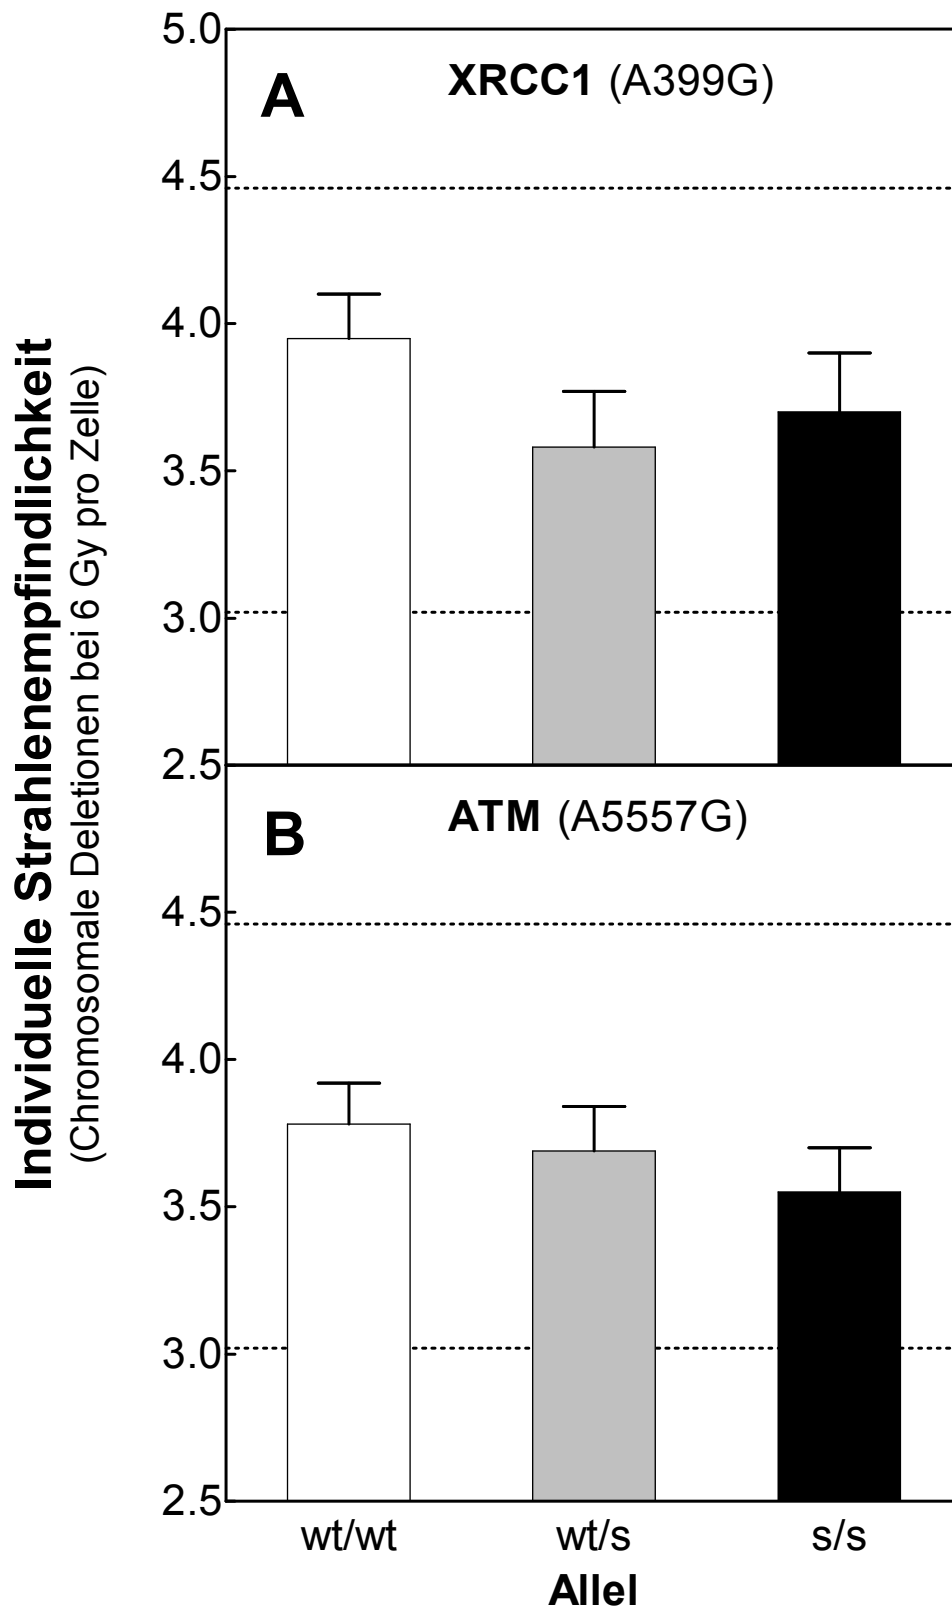 Individuelle Strahlenempfindlichkeit
(Chromosomale Deletionen bei 6 Gy pro Zelle)
5.0
A XRCC1 (A399G)
4.5
4.0
3.5
3.0
2.5
B ATM (A5557G)
4.5
4.0
3.5
3.0
2.5
wt/wt wt/s s/s
Allel